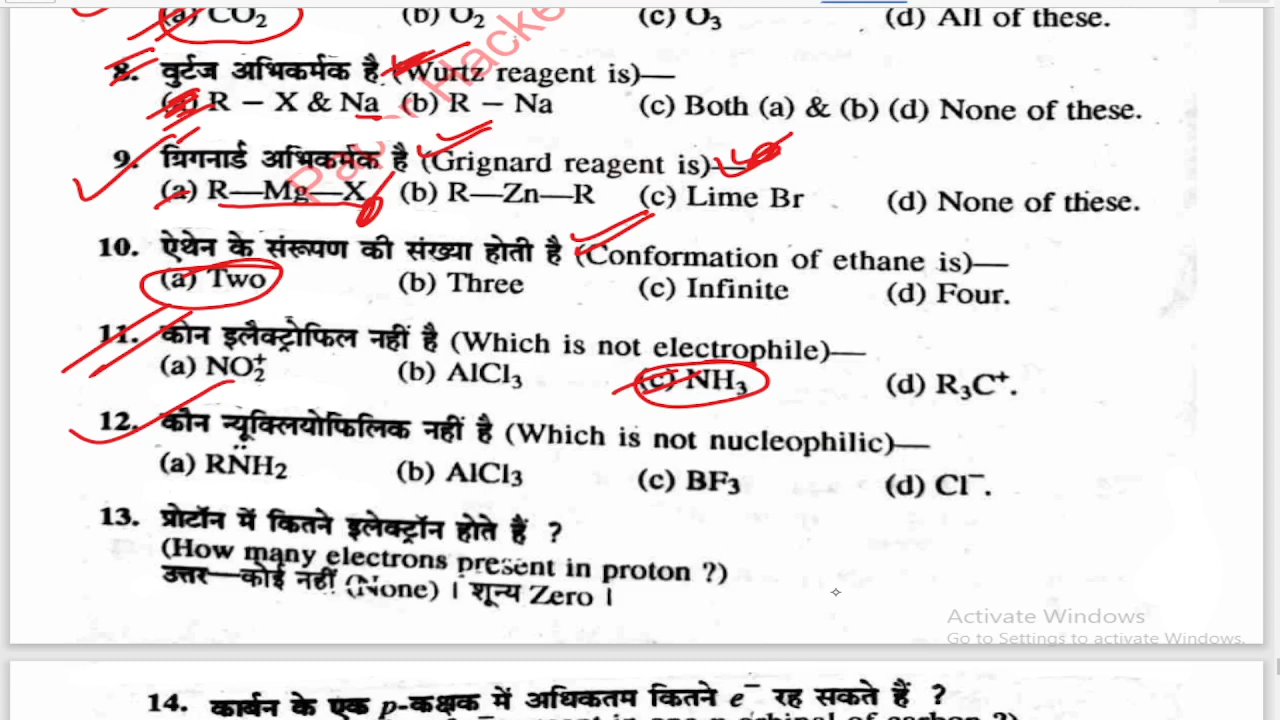 (a) CO₂ (b) O₂ (c) O₃ (d) All of these.
8. वुर्टज अभिकर्मक है (Wurtz reagent is)—
(a) R – X & Na (b) R – Na (c) Both (a) & (b) (d) None of these.
9. ग्रिगनार्ड अभिकर्मक है (Grignard reagent is)—
(a) R—Mg—X (b) R—Zn—R (c) Lime Br (d) None of these.
10. ऐथेन के संरूपण की संख्या होती है (Conformation of ethane is)—
(a) Two (b) Three (c) Infinite (d) Four.
11. कोन इलैक्ट्रोफिल नहीं है (Which is not electrophile)—
(a) NO₂⁺ (b) AlCl₃ (c) NH₃ (d) R₃C⁺.
12. कौन न्यूक्लियोफिलिक नहीं है (Which is not nucleophilic)—
(a) RN̈H₂ (b) AlCl₃ (c) BF₃ (d) Cl⁻.
13. प्रोटॉन में कितने इलेक्ट्रॉन होते हैं ?
(How many electrons present in proton ?)
उत्तर—कोई नहीं (None) । शून्य Zero ।
Activate Windows
Go to Settings to activate Windows.
14. कार्बन के एक p-कक्षक में अधिकतम कितने e⁻ रह सकते हैं ?